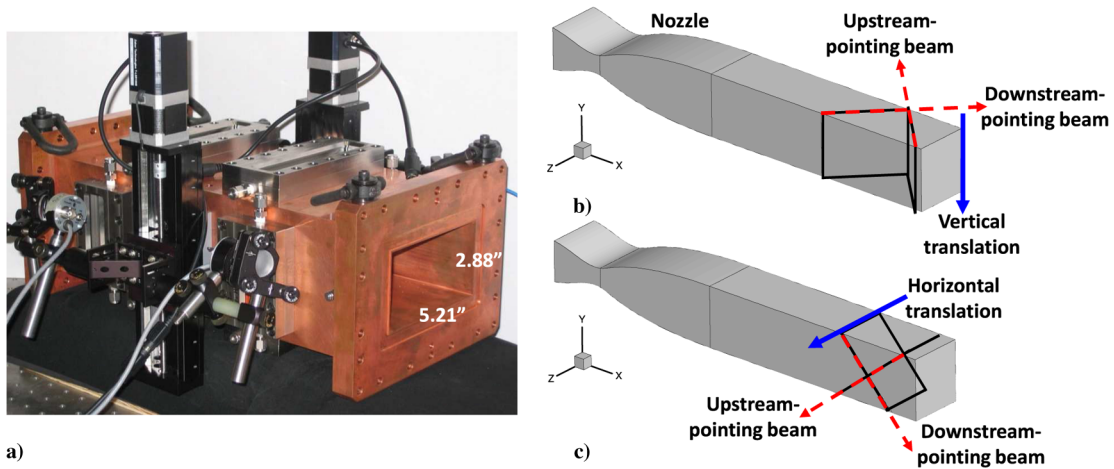 2.88”
5.21”
a)
Nozzle
Upstream-
pointing beam
Downstream-
pointing beam
Y
X
Z
b)
Vertical
translation
Horizontal
translation
Y
X
Z
Upstream-
pointing beam
Downstream-
pointing beam
c)